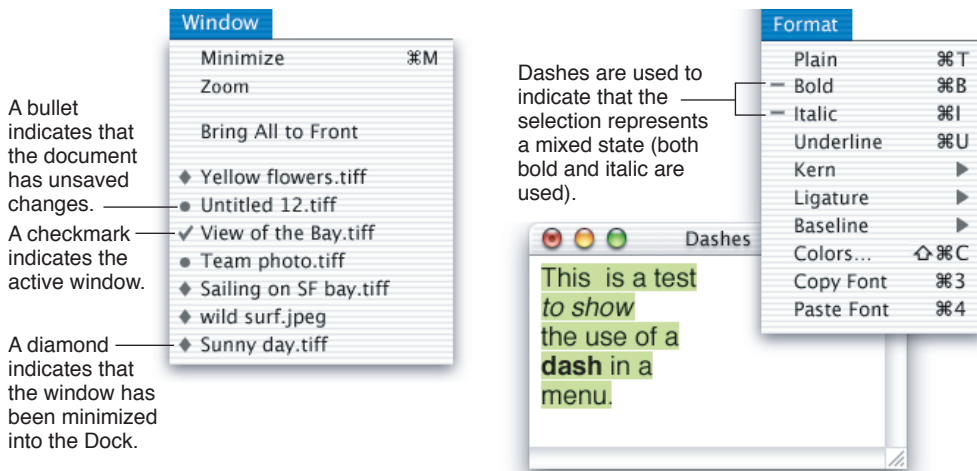 Window
Minimize ⌘M
Zoom
Bring All to Front
◆ Yellow flowers.tiff
● Untitled 12.tiff
✓ View of the Bay.tiff
● Team photo.tiff
◆ Sailing on SF bay.tiff
◆ wild surf.jpeg
◆ Sunny day.tiff
A bullet
indicates that
the document
has unsaved
changes.
A checkmark
indicates the
active window.
A diamond
indicates that
the window has
been minimized
into the Dock.
Dashes are used to
indicate that the
selection represents
a mixed state (both
bold and italic are
used).
Format
Plain ⌘T
– Bold ⌘B
– Italic ⌘I
Underline ⌘U
Kern ▶
Ligature ▶
Baseline ▶
Colors... ⇧⌘C
Copy Font ⌘3
Paste Font ⌘4
Dashes
This is a test
to show
the use of a
dash in a
menu.